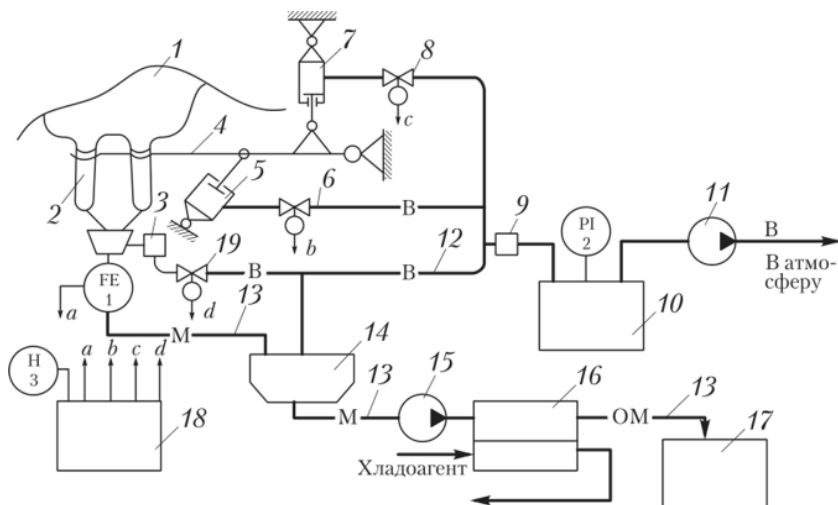 1
7
8
4
c
2
3
5
6
В
9
11
b
PI
2
В
19
12
В атмо-
сферу
FE
1
В
В
a
d
13
10
М
14
H
3
a
b
c
d
15
16
13
13
18
М
ОМ
17
Хладоагент